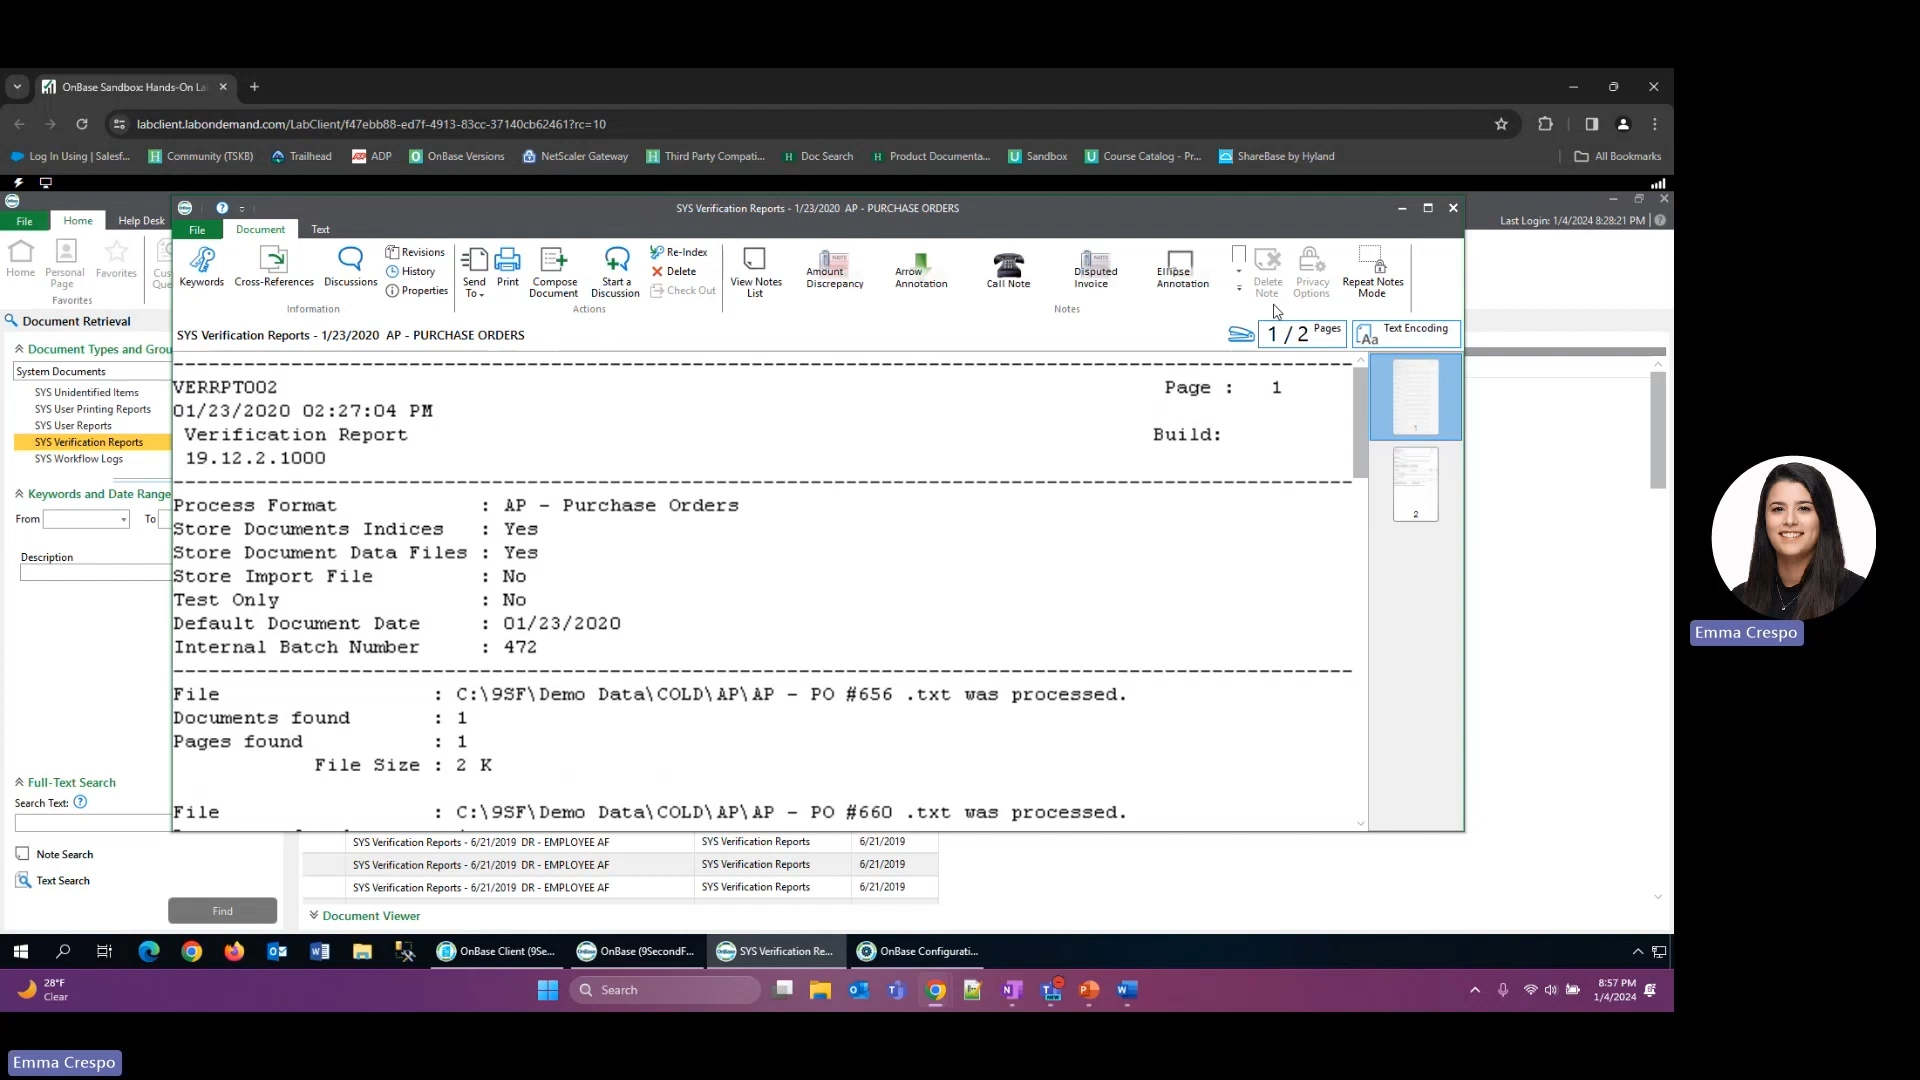 OnBase Sandbox: Hands-On La
labclient.labondemand.com/LabClient/f47ebb88-ed7f-4913-83cc-37140cb62461?rc=10
Log In Using | Salesf...
Community (TSKB)
Trailhead
ADP
OnBase Versions
NetScaler Gateway
Third Party Compati...
Doc Search
Product Documenta...
Sandbox
Course Catalog - Pr...
ShareBase by Hyland
All Bookmarks
SYS Verification Reports - 1/23/2020 AP - PURCHASE ORDERS
File
Home
Help Desk
File
Document
Text
Last Login: 1/4/2024 8:28:21 PM
Home
Personal Page
Favorites
Cus
Que
Favorites
Keywords
Cross-References
Discussions
Revisions
History
Properties
Information
Send To
Print
Compose Document
Start a Discussion
Re-Index
Delete
Check Out
Actions
View Notes List
Amount Discrepancy
Arrow Annotation
Call Note
Disputed Invoice
Ellipse Annotation
Notes
Delete Note
Privacy Options
Repeat Notes Mode
Document Retrieval
SYS Verification Reports - 1/23/2020 AP - PURCHASE ORDERS
1 / 2 Pages
Text Encoding
Document Types and Grou
System Documents
SYS Unidentified Items
SYS User Printing Reports
SYS User Reports
SYS Verification Reports
SYS Workflow Logs
Keywords and Date Range
From
To
Description
Full-Text Search
Search Text:
Note Search
Text Search
Find
VERRPT002 Page : 1
01/23/2020 02:27:04 PM
Verification Report Build:
19.12.2.1000
Process Format : AP - Purchase Orders
Store Documents Indices : Yes
Store Document Data Files : Yes
Store Import File : No
Test Only : No
Default Document Date : 01/23/2020
Internal Batch Number : 472
File : C:\9SF\Demo Data\COLD\AP\AP - PO #656 .txt was processed.
Documents found : 1
Pages found : 1
File Size : 2 K
File : C:\9SF\Demo Data\COLD\AP\AP - PO #660 .txt was processed.
1
2
SYS Verification Reports - 6/21/2019 DR - EMPLOYEE AF SYS Verification Reports 6/21/2019
SYS Verification Reports - 6/21/2019 DR - EMPLOYEE AF SYS Verification Reports 6/21/2019
SYS Verification Reports - 6/21/2019 DR - EMPLOYEE AF SYS Verification Reports 6/21/2019
Document Viewer
OnBase Client (9Se...
OnBase (9SecondF...
SYS Verification Re...
OnBase Configurati...
28°F
Clear
Search
8:57 PM
1/4/2024
Emma Crespo
Emma Crespo